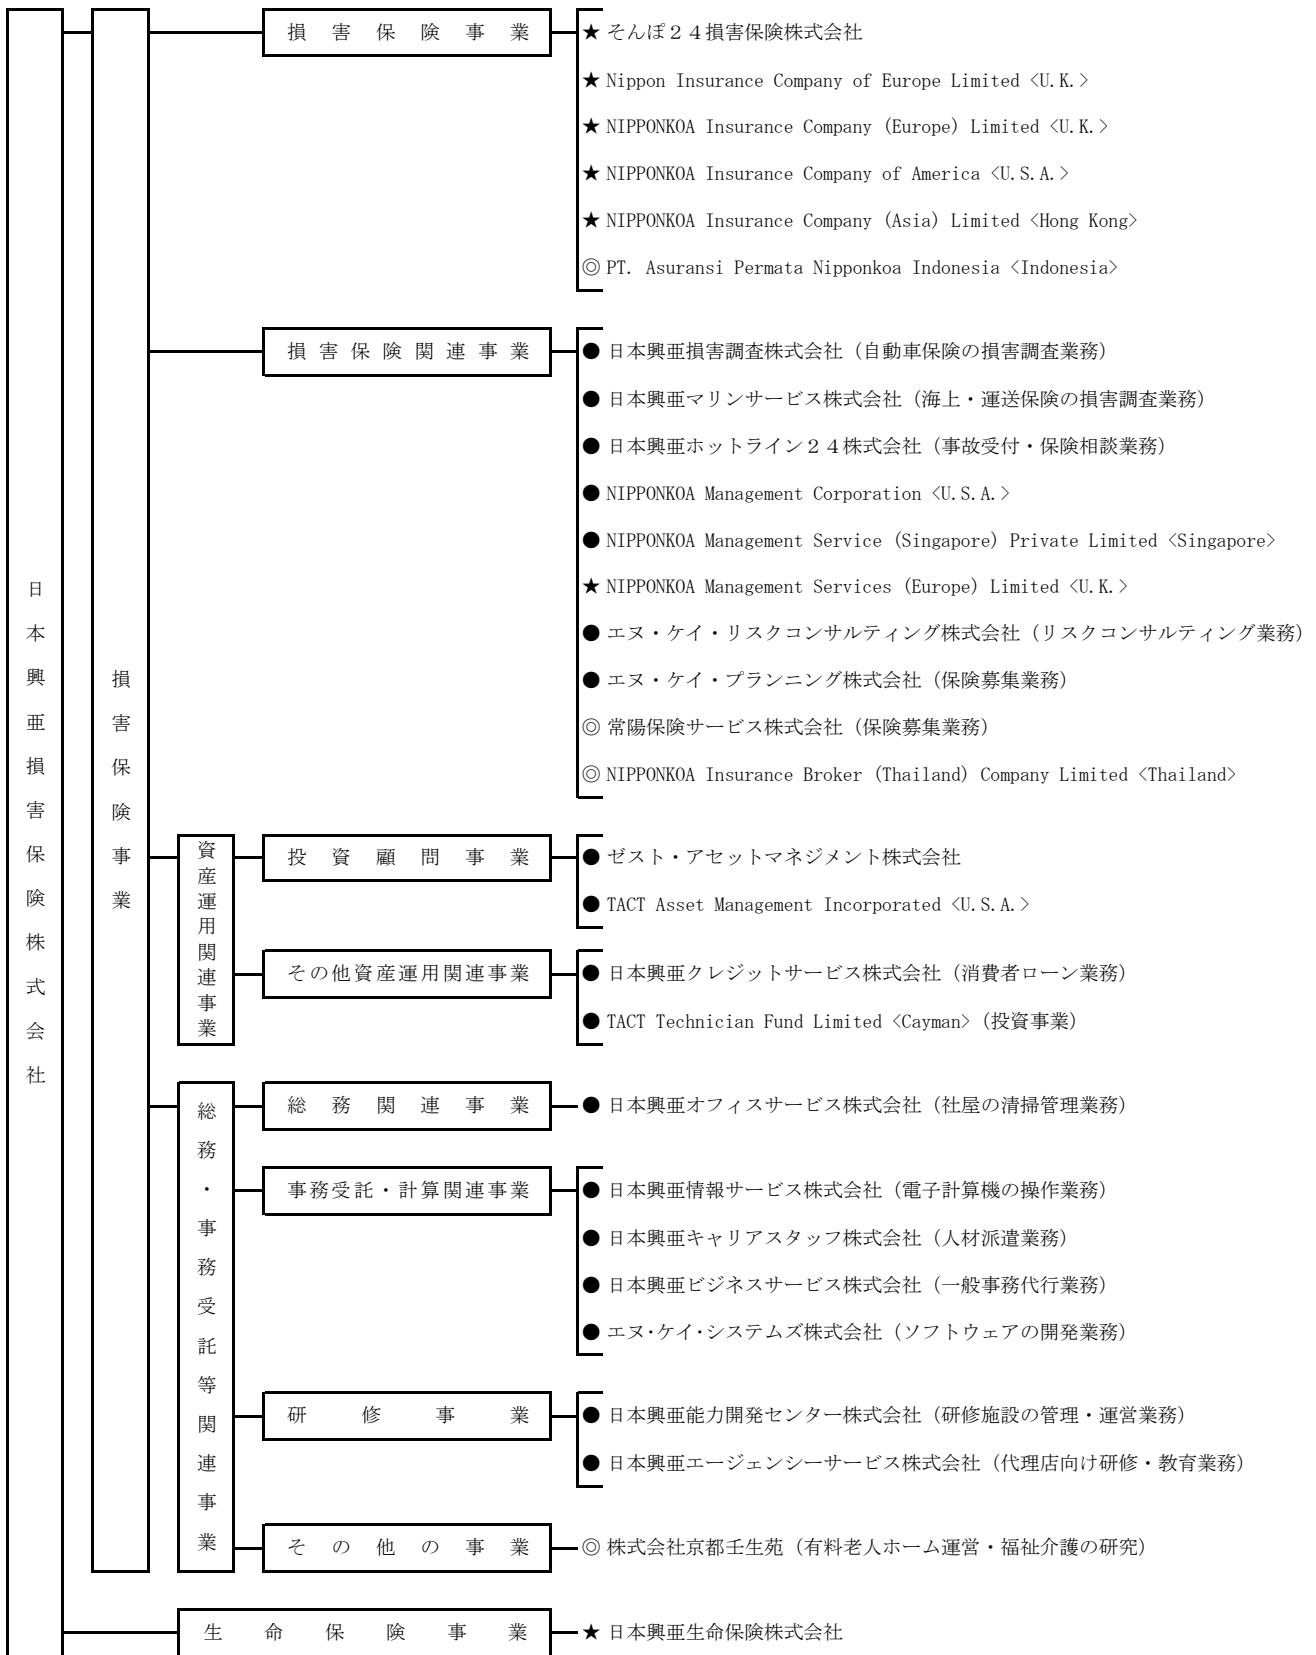 日本興亜損害保険株式会社
損害保険事業
損害保険事業
★ そんぽ２４損害保険株式会社
★ Nippon Insurance Company of Europe Limited <U.K.>
★ NIPPONKOA Insurance Company (Europe) Limited <U.K.>
★ NIPPONKOA Insurance Company of America <U.S.A.>
★ NIPPONKOA Insurance Company (Asia) Limited <Hong Kong>
◎ PT. Asuransi Permata Nipponkoa Indonesia <Indonesia>
損害保険関連事業
● 日本興亜損害調査株式会社（自動車保険の損害調査業務）
● 日本興亜マリンサービス株式会社（海上・運送保険の損害調査業務）
● 日本興亜ホットライン２４株式会社（事故受付・保険相談業務）
● NIPPONKOA Management Corporation <U.S.A.>
● NIPPONKOA Management Service (Singapore) Private Limited <Singapore>
★ NIPPONKOA Management Services (Europe) Limited <U.K.>
● エヌ・ケイ・リスクコンサルティング株式会社（リスクコンサルティング業務）
● エヌ・ケイ・プランニング株式会社（保険募集業務）
◎ 常陽保険サービス株式会社（保険募集業務）
◎ NIPPONKOA Insurance Broker (Thailand) Company Limited <Thailand>
資産運用関連事業
投資顧問事業
● ゼスト・アセットマネジメント株式会社
● TACT Asset Management Incorporated <U.S.A.>
その他資産運用関連事業
● 日本興亜クレジットサービス株式会社（消費者ローン業務）
● TACT Technician Fund Limited <Cayman>（投資事業）
総務・事務受託等関連事業
総務関連事業
● 日本興亜オフィスサービス株式会社（社屋の清掃管理業務）
事務受託・計算関連事業
● 日本興亜情報サービス株式会社（電子計算機の操作業務）
● 日本興亜キャリアスタッフ株式会社（人材派遣業務）
● 日本興亜ビジネスサービス株式会社（一般事務代行業務）
● エヌ･ケイ･システムズ株式会社（ソフトウェアの開発業務）
研修事業
● 日本興亜能力開発センター株式会社（研修施設の管理・運営業務）
● 日本興亜エージェンシーサービス株式会社（代理店向け研修・教育業務）
その他の事業
◎ 株式会社京都壬生苑（有料老人ホーム運営・福祉介護の研究）
生命保険事業
★ 日本興亜生命保険株式会社